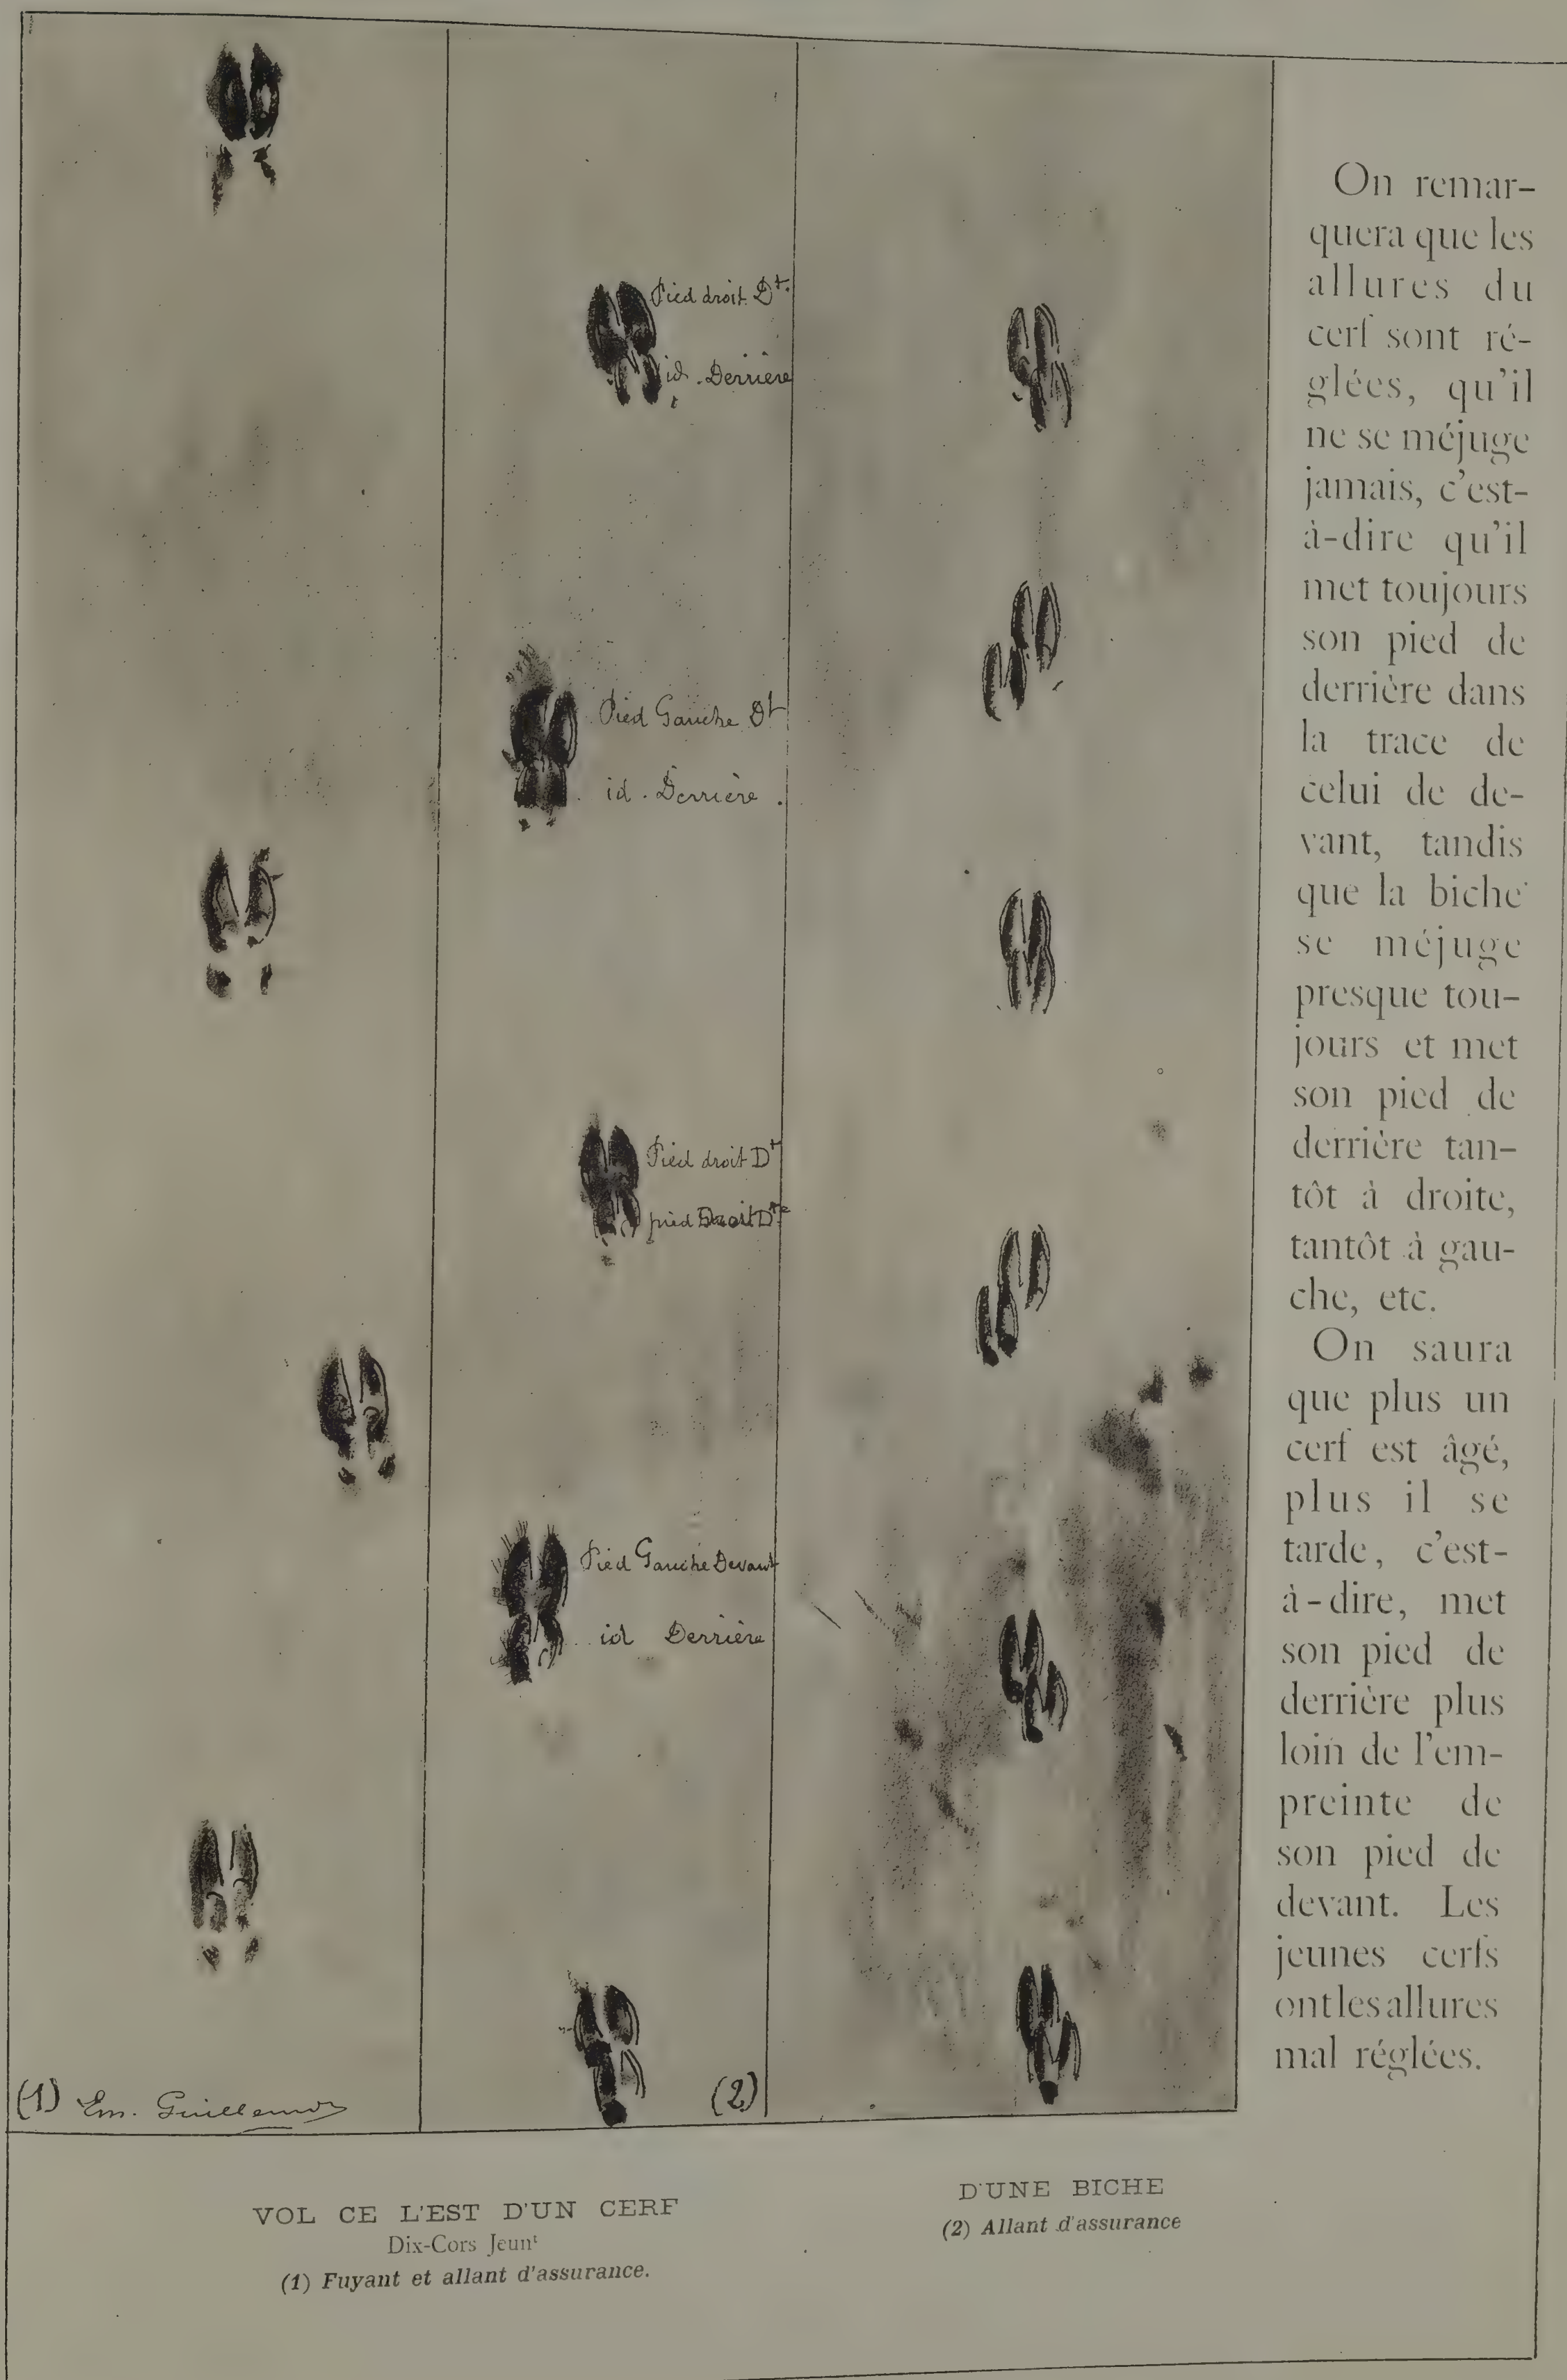 Pied droit Dt.
id. Derrière
Pied Gauche Dt
id. Derrière.
Pied droit Dt
pied Droit Dre
Pied Gauche Devant
id Derrière
(1) Em. Guillemot
(2)
VOL CE L'EST D'UN CERF
Dix-Cors Jeunt
(1) Fuyant et allant d'assurance.
D'UNE BICHE
(2) Allant d'assurance
On remar-
quera que les
allures du
cerf sont ré-
glées, qu'il
ne se méjuge
jamais, c'est-
à-dire qu'il
met toujours
son pied de
derrière dans
la trace de
celui de de-
vant, tandis
que la biche
se méjuge
presque tou-
jours et met
son pied de
derrière tan-
tôt à droite,
tantôt à gau-
che, etc.
On saura
que plus un
cerf est âgé,
plus il se
tarde, c'est-
à-dire, met
son pied de
derrière plus
loin de l'em-
preinte de
son pied de
devant. Les
jeunes cerfs
ont les allures
mal réglées.